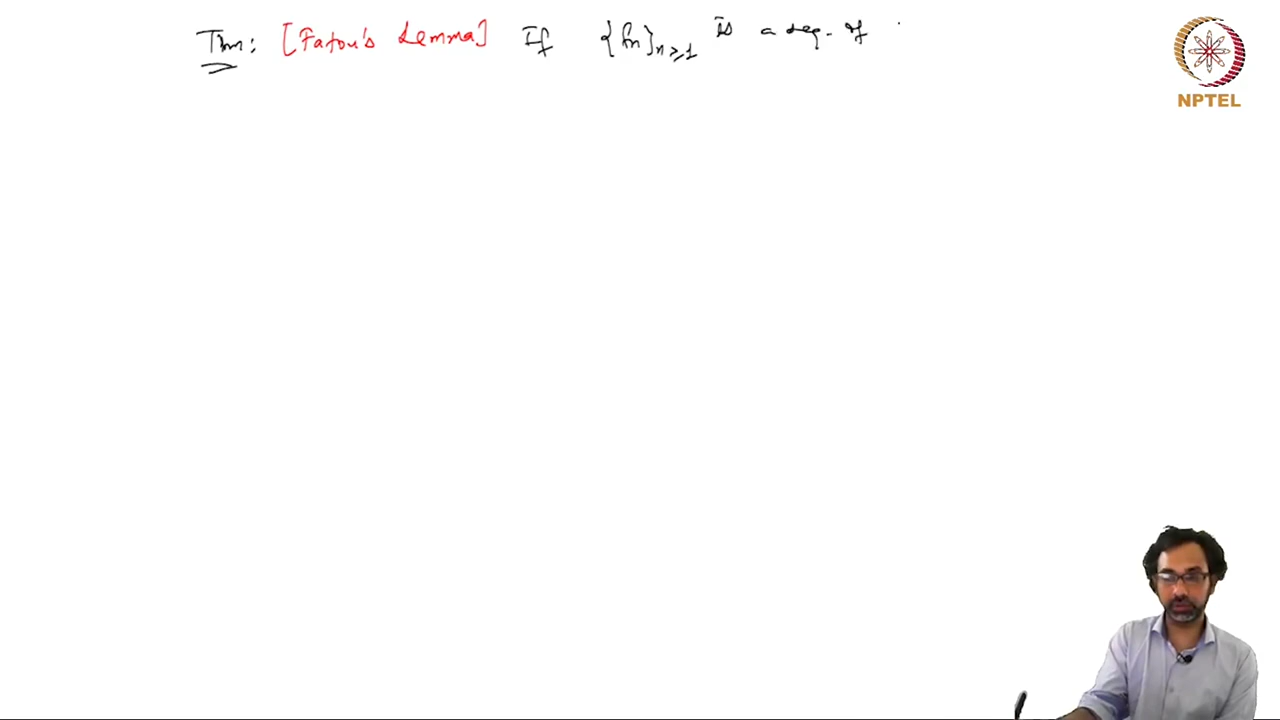 Thm: [Fatou's Lemma] If {fn}n≥1 is a seq. of
NPTEL